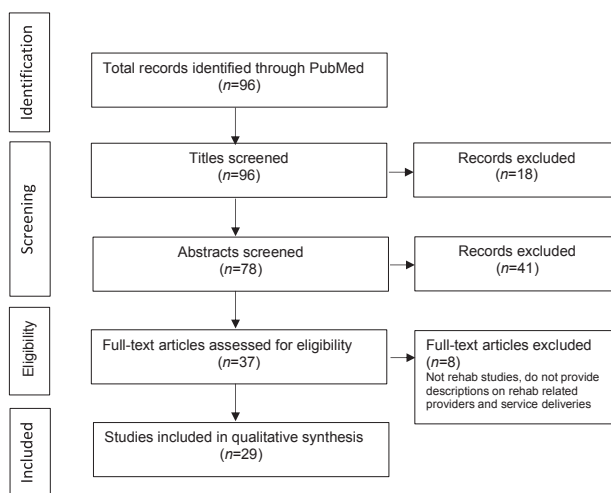 Identification
Total records identified through PubMed
(n=96)
Screening
Titles screened
(n=96)
Records excluded
(n=18)
Abstracts screened
(n=78)
Records excluded
(n=41)
Eligibility
Full-text articles assessed for eligibility
(n=37)
Full-text articles excluded
(n=8)
Not rehab studies, do not provide
descriptions on rehab related
providers and service deliveries
Included
Studies included in qualitative synthesis
(n=29)